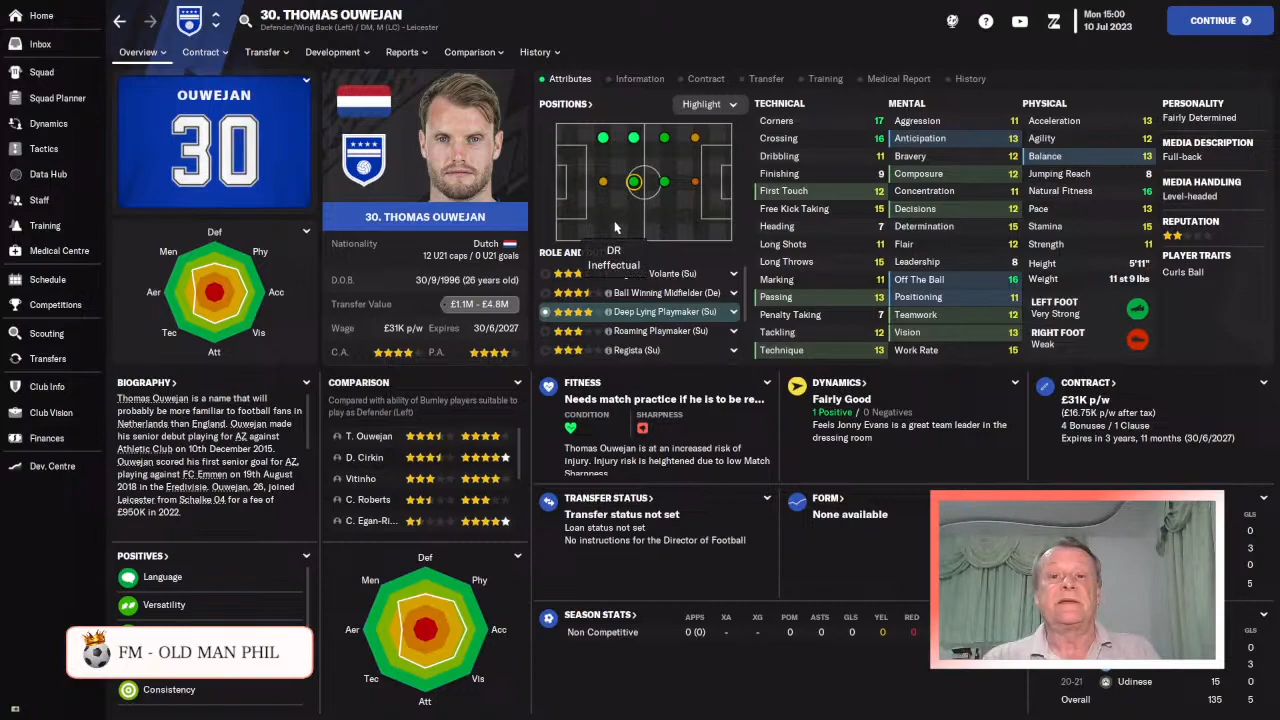 Home
Inbox
Squad
Squad Planner
Dynamics
Tactics
Data Hub
Staff
Training
Medical Centre
Schedule
Competitions
Scouting
Transfers
Club Info
Club Vision
Finances
Dev. Centre
30. THOMAS OUWEJAN
Defender/Wing Back (Left) / DM, M (LC) - Leicester
Mon 15:00
10 Jul 2023
CONTINUE
Overview
Contract
Transfer
Development
Reports
Comparison
History
OUWEJAN
30
Def
Phy
Acc
Vis
Att
Tec
Aer
Men
30. THOMAS OUWEJAN
Nationality Dutch
12 U21 caps / 0 U21 goals
D.O.B. 30/9/1996 (26 years old)
Transfer Value £1.1M - £4.8M
Wage £31K p/w Expires 30/6/2027
C.A. P.A.
Attributes
Information
Contract
Transfer
Training
Medical Report
History
POSITIONS
Highlight
DR
Ineffectual
ROLE AND
Volante (Su)
Ball Winning Midfielder (De)
Deep Lying Playmaker (Su)
Roaming Playmaker (Su)
Regista (Su)
TECHNICAL
Corners 17
Crossing 16
Dribbling 11
Finishing 9
First Touch 12
Free Kick Taking 15
Heading 7
Long Shots 11
Long Throws 15
Marking 11
Passing 13
Penalty Taking 7
Tackling 12
Technique 13
MENTAL
Aggression 11
Anticipation 13
Bravery 12
Composure 12
Concentration 11
Decisions 12
Determination 15
Flair 12
Leadership 8
Off The Ball 16
Positioning 11
Teamwork 12
Vision 13
Work Rate 15
PHYSICAL
Acceleration 13
Agility 12
Balance 13
Jumping Reach 8
Natural Fitness 16
Pace 13
Stamina 15
Strength 11
Height 5'11"
Weight 11 st 9 lbs
LEFT FOOT
Very Strong
RIGHT FOOT
Weak
PERSONALITY
Fairly Determined
MEDIA DESCRIPTION
Full-back
MEDIA HANDLING
Level-headed
REPUTATION
PLAYER TRAITS
Curls Ball
BIOGRAPHY
Thomas Ouwejan is a name that will
probably be more familiar to football fans in
Netherlands than England. Ouwejan made
his senior debut playing for AZ against
Athletic Club on 10th December 2015.
Ouwejan scored his first senior goal for AZ,
playing against FC Emmen on 19th August
2018 in the Eredivisie. Ouwejan, 26, joined
Leicester from Schalke 04 for a fee of
£950K in 2022.
POSITIVES
Language
Versatility
Consistency
FM - OLD MAN PHIL
COMPARISON
Compared with ability of Burnley players suitable
to play as Defender (Left)
T. Ouwejan
D. Cirkin
Vitinho
C. Roberts
C. Egan-Ri...
Def
Phy
Acc
Vis
Att
Tec
Aer
Men
FITNESS
Needs match practice if he is to be re...
CONDITION
SHARPNESS
Thomas Ouwejan is at an increased risk of
injury. Injury risk is heightened due to low Match
Sharpness
DYNAMICS
Fairly Good
1 Positive / 0 Negatives
Feels Jonny Evans is a great team leader in the
dressing room
CONTRACT
£31K p/w
(£16.75K p/w after tax)
4 Bonuses / 1 Clause
Expires in 3 years, 11 months (30/6/2027)
TRANSFER STATUS
Transfer status not set
Loan status not set
No instructions for the Director of Football
FORM
None available
SEASON STATS
APPS XA XG POM ASTS GLS YEL RED
Non Competitive 0 (0) - - 0 0 0 0 0
GLS
0
3
0
5
GLS
0
3
20-21 Udinese 15 0
Overall 135 5